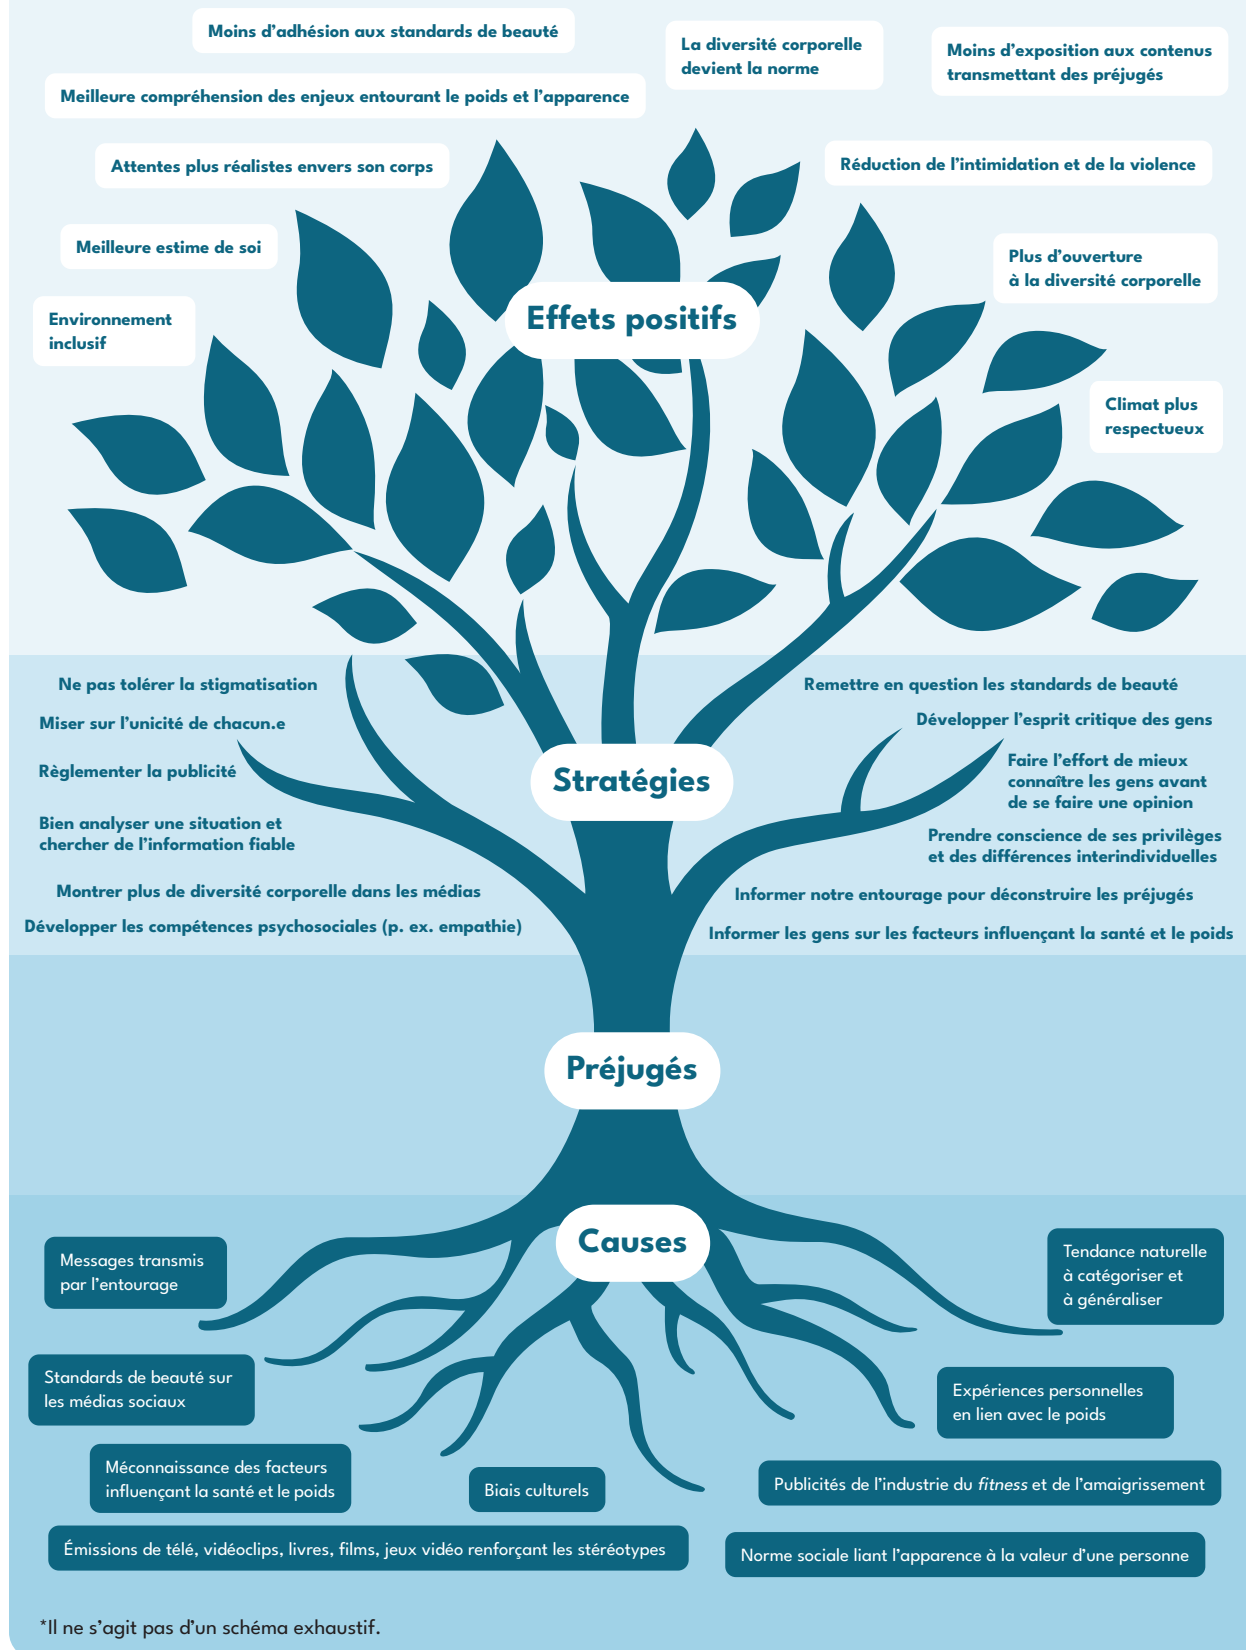 Moins d'adhésion aux standards de beauté
La diversité corporelle
devient la norme
Moins d'exposition aux contenus
transmettant des préjugés
Meilleure compréhension des enjeux entourant le poids et l'apparence
Attentes plus réalistes envers son corps
Réduction de l'intimidation et de la violence
Meilleure estime de soi
Plus d'ouverture
à la diversité corporelle
Environnement
inclusif
Effets positifs
Climat plus
respectueux
Ne pas tolérer la stigmatisation
Miser sur l'unicité de chacun.e
Règlementer la publicité
Bien analyser une situation et
chercher de l'information fiable
Montrer plus de diversité corporelle dans les médias
Développer les compétences psychosociales (p. ex. empathie)
Stratégies
Remettre en question les standards de beauté
Développer l'esprit critique des gens
Faire l'effort de mieux
connaître les gens avant
de se faire une opinion
Prendre conscience de ses privilèges
et des différences interindividuelles
Informer notre entourage pour déconstruire les préjugés
Informer les gens sur les facteurs influençant la santé et le poids
Préjugés
Causes
Messages transmis
par l'entourage
Tendance naturelle
à catégoriser et
à généraliser
Standards de beauté sur
les médias sociaux
Expériences personnelles
en lien avec le poids
Méconnaissance des facteurs
influençant la santé et le poids
Biais culturels
Publicités de l'industrie du fitness et de l'amaigrissement
Émissions de télé, vidéoclips, livres, films, jeux vidéo renforçant les stéréotypes
Norme sociale liant l'apparence à la valeur d'une personne
*Il ne s'agit pas d'un schéma exhaustif.